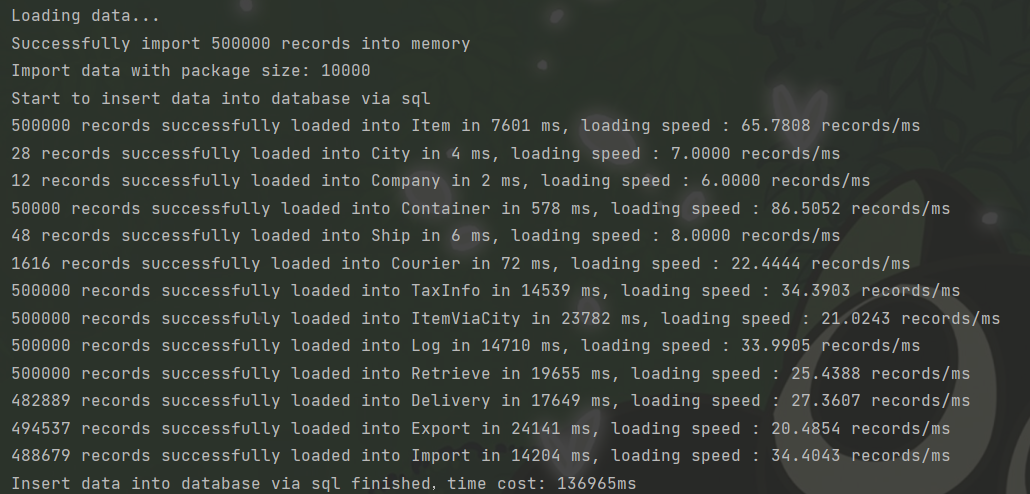 Loading data...
Successfully import 500000 records into memory
Import data with package size: 10000
Start to insert data into database via sql
500000 records successfully loaded into Item in 7601 ms, loading speed : 65.7808 records/ms
28 records successfully loaded into City in 4 ms, loading speed : 7.0000 records/ms
12 records successfully loaded into Company in 2 ms, loading speed : 6.0000 records/ms
50000 records successfully loaded into Container in 578 ms, loading speed : 86.5052 records/ms
48 records successfully loaded into Ship in 6 ms, loading speed : 8.0000 records/ms
1616 records successfully loaded into Courier in 72 ms, loading speed : 22.4444 records/ms
500000 records successfully loaded into TaxInfo in 14539 ms, loading speed : 34.3903 records/ms
500000 records successfully loaded into ItemViaCity in 23782 ms, loading speed : 21.0243 records/ms
500000 records successfully loaded into Log in 14710 ms, loading speed : 33.9905 records/ms
500000 records successfully loaded into Retrieve in 19655 ms, loading speed : 25.4388 records/ms
482889 records successfully loaded into Delivery in 17649 ms, loading speed : 27.3607 records/ms
494537 records successfully loaded into Export in 24141 ms, loading speed : 20.4854 records/ms
488679 records successfully loaded into Import in 14204 ms, loading speed : 34.4043 records/ms
Insert data into database via sql finished, time cost: 136965ms